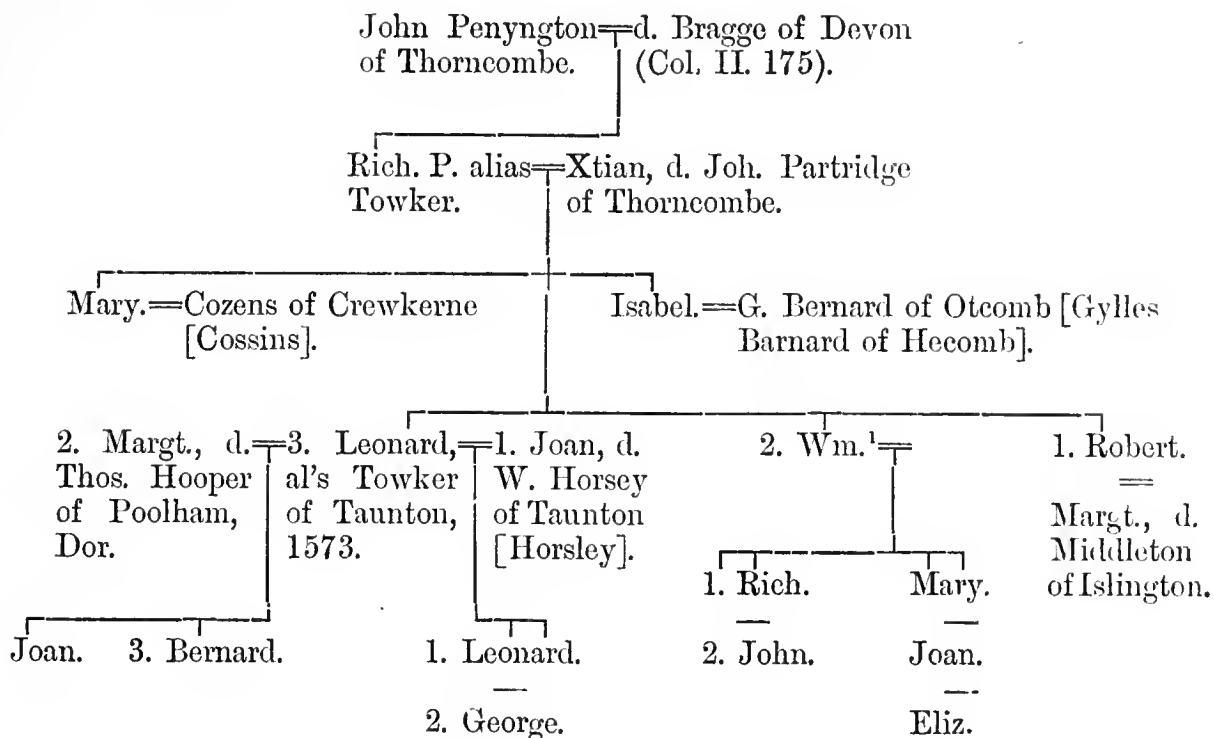 John Penyngton=d. Bragge of Devon
of Thorncombe. (Col. II. 175).
Rich. P. alias=Xtian, d. Joh. Partridge
Towker. of Thorncombe.
Mary.=Cozens of Crewkerne
[Cossins].
Isabel.=G. Bernard of Otcomb [Gylles
Barnard of Hecomb].
2. Margt., d.=3. Leonard,=1. Joan, d.
Thos. Hooper al's Towker W. Horsey
of Poolham, of Taunton, of Taunton
Dor. 1573. [Horsley].
2. Wm.¹=
1. Robert.
=
Margt., d.
Middleton
of Islington.
Joan. 3. Bernard.
1. Leonard.
2. George.
1. Rich. Mary.
2. John. Joan.
Eliz.